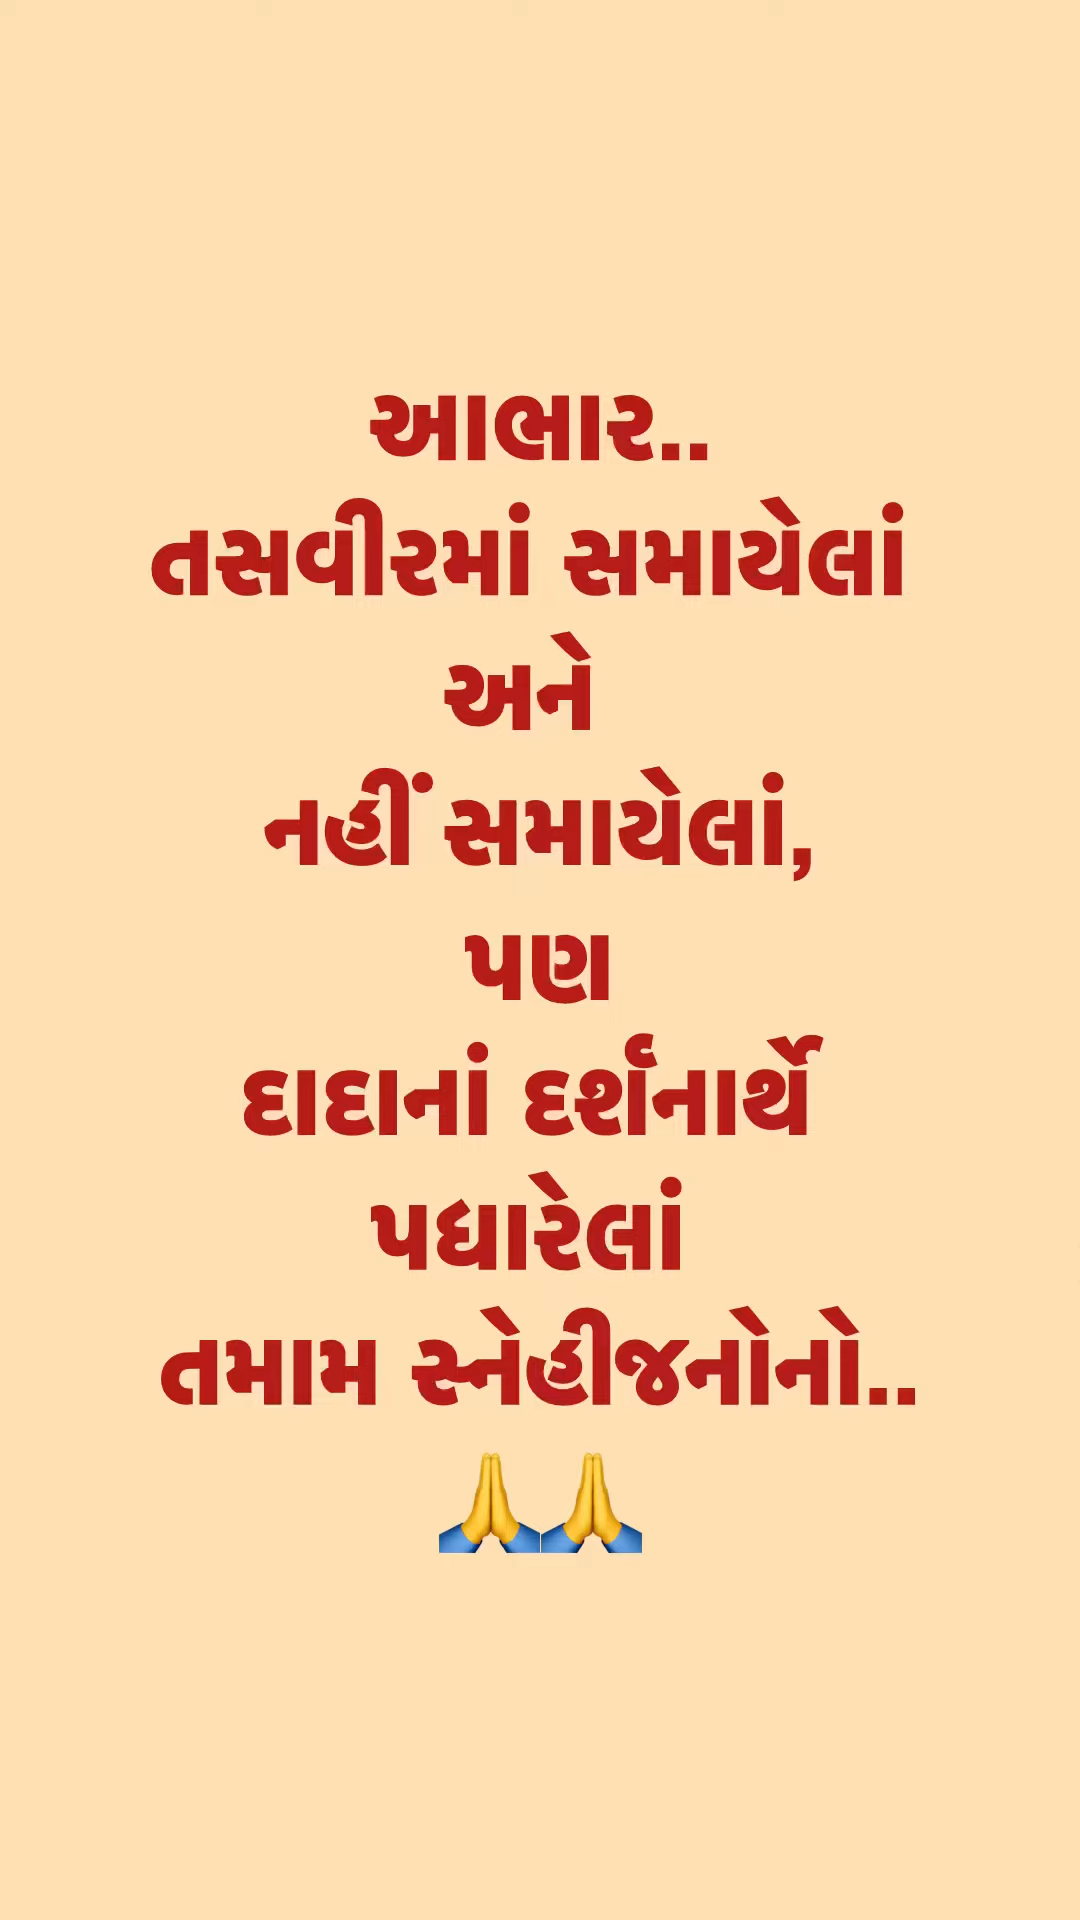 આભાર..
તસવીરમાં સમાયેલાં
અને
નહીં સમાયેલાં,
પણ
દાદાનાં દર્શનાર્થે
પધારેલાં
તમામ સ્નેહીજનોનો..
🙏🙏